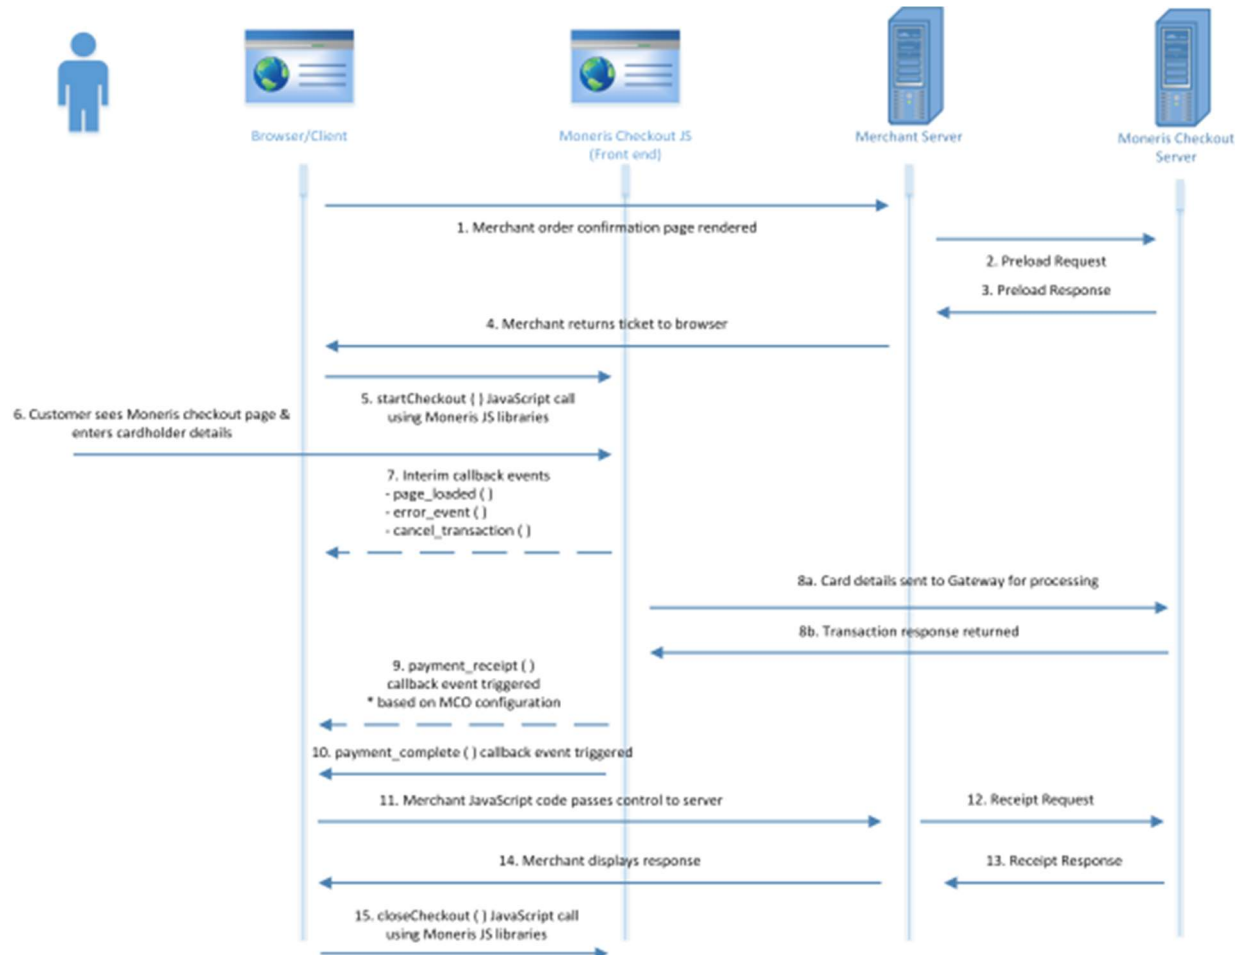 Browser/Client
Moneris Checkout JS
(Front end)
Merchant Server
Moneris Checkout
Server
1. Merchant order confirmation page rendered
2. Preload Request
3. Preload Response
4. Merchant returns ticket to browser
5. startCheckout ( ) JavaScript call
using Moneris JS libraries
6. Customer sees Moneris checkout page &
enters cardholder details
7. Interim callback events
- page_loaded ( )
- error_event ( )
- cancel_transaction ( )
8a. Card details sent to Gateway for processing
8b. Transaction response returned
9. payment_receipt ( )
callback event triggered
* based on MCO configuration
10. payment_complete ( ) callback event triggered
11. Merchant JavaScript code passes control to server
12. Receipt Request
13. Receipt Response
14. Merchant displays response
15. closeCheckout ( ) JavaScript call
using Moneris JS libraries